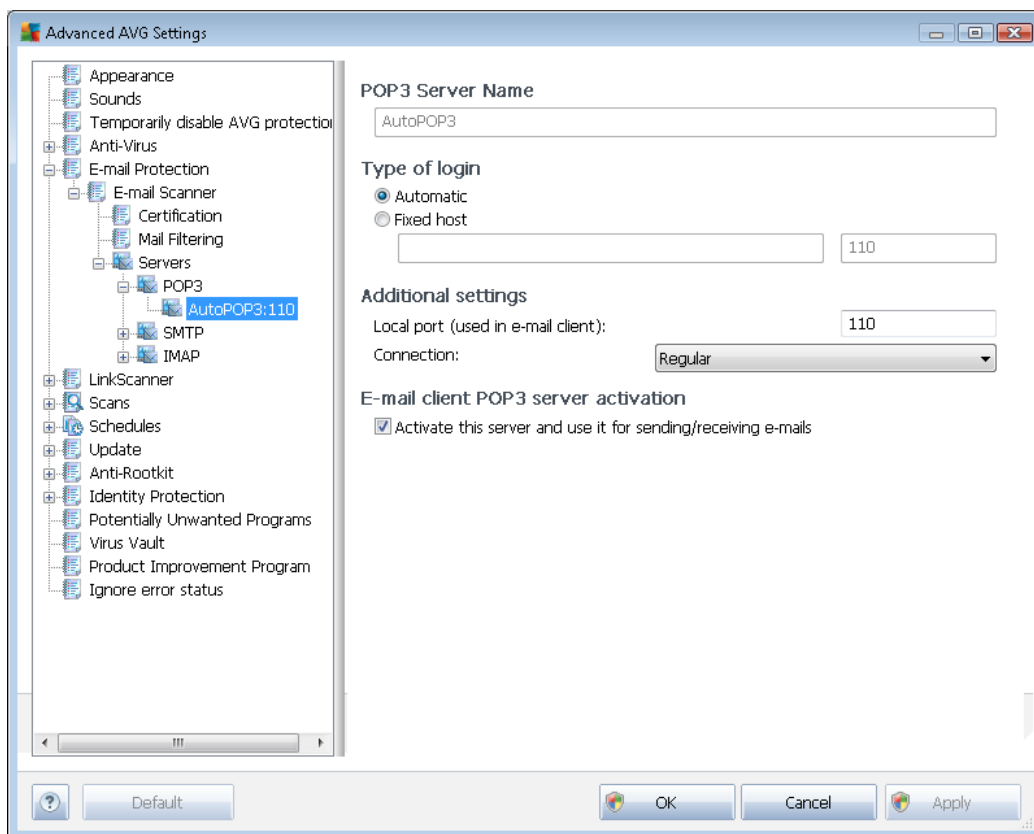 Advanced AVG Settings
Appearance
Sounds
Temporarily disable AVG protection
Anti-Virus
E-mail Protection
E-mail Scanner
Certification
Mail Filtering
Servers
POP3
AutoPOP3:110
SMTP
IMAP
LinkScanner
Scans
Schedules
Update
Anti-Rootkit
Identity Protection
Potentially Unwanted Programs
Virus Vault
Product Improvement Program
Ignore error status
POP3 Server Name
AutoPOP3
Type of login
Automatic
Fixed host
110
Additional settings
Local port (used in e-mail client): 110
Connection: Regular
E-mail client POP3 server activation
Activate this server and use it for sending/receiving e-mails
? Default OK Cancel Apply